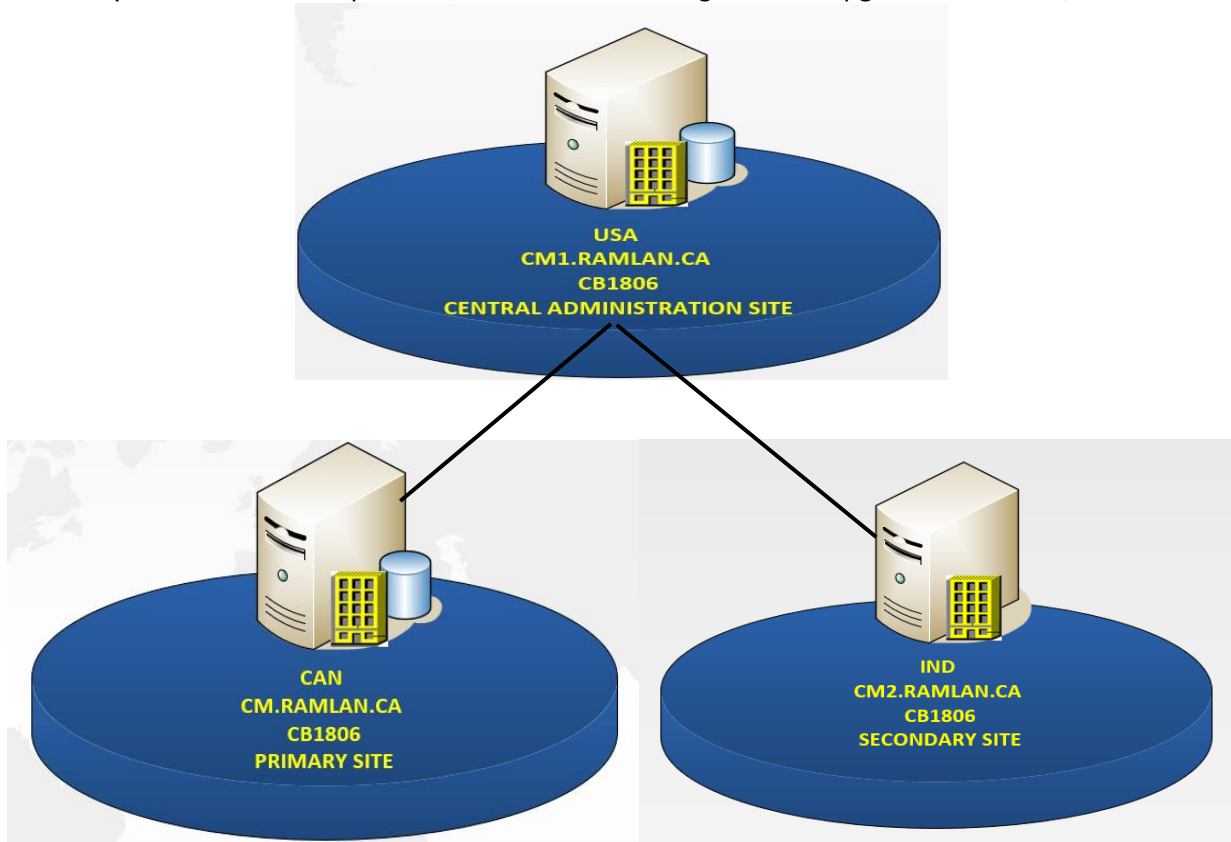 USA
CM1.RAMLAN.CA
CB1806
CENTRAL ADMINISTRATION SITE
CAN
CM.RAMLAN.CA
CB1806
PRIMARY SITE
IND
CM2.RAMLAN.CA
CB1806
SECONDARY SITE